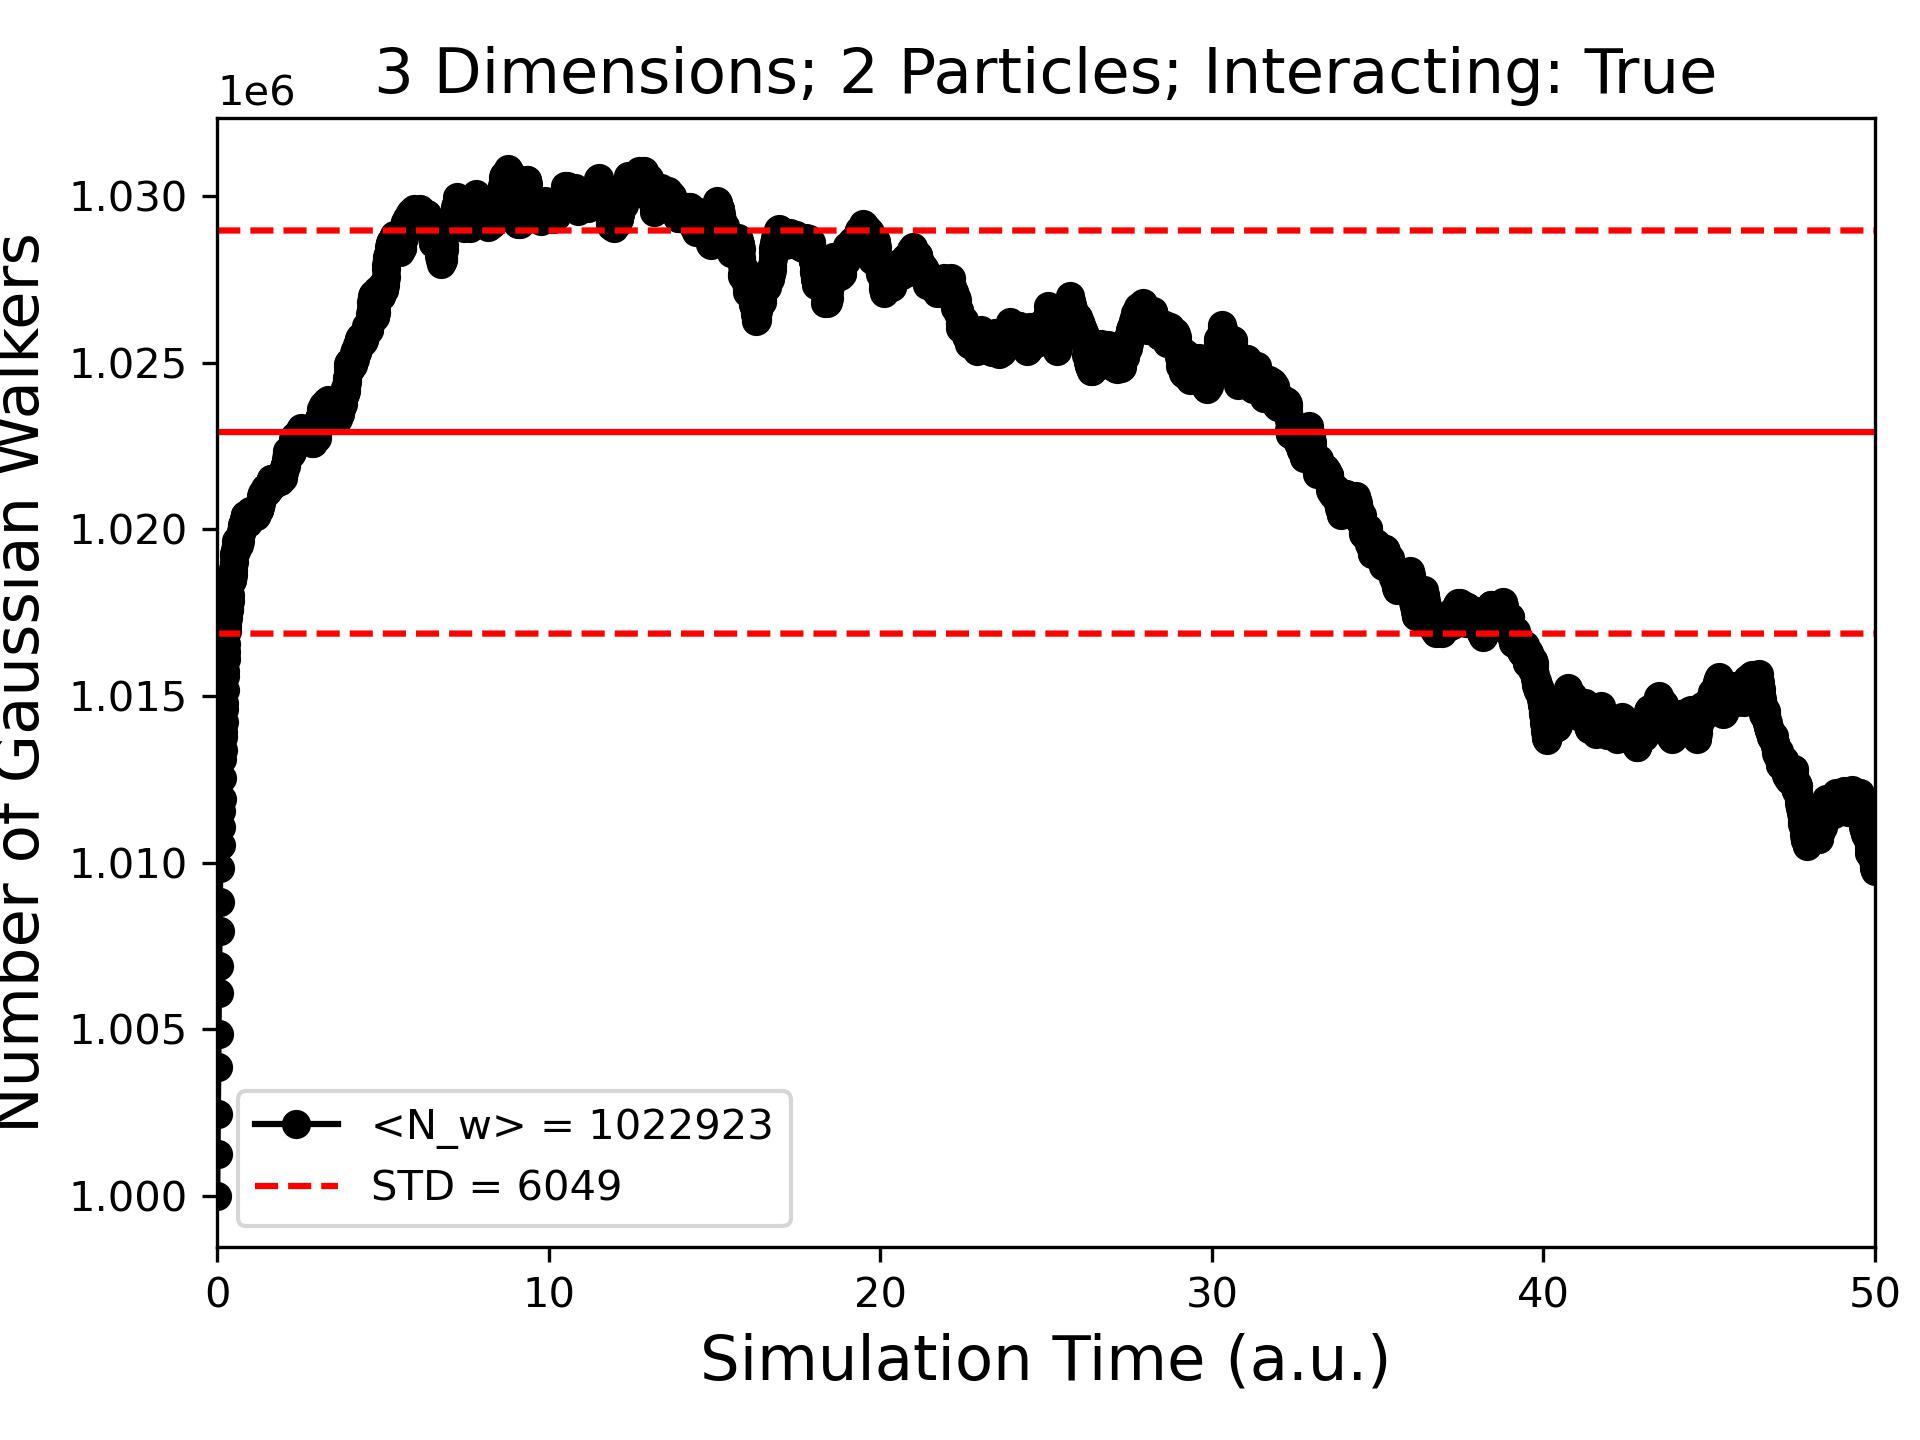 3 Dimensions; 2 Particles; Interacting: True
1e6
1.030
1.025
1.020
1.015
1.010
1.005
1.000
Number of Gaussian Walkers
<N_w> = 1022923
STD = 6049
0 10 20 30 40 50
Simulation Time (a.u.)